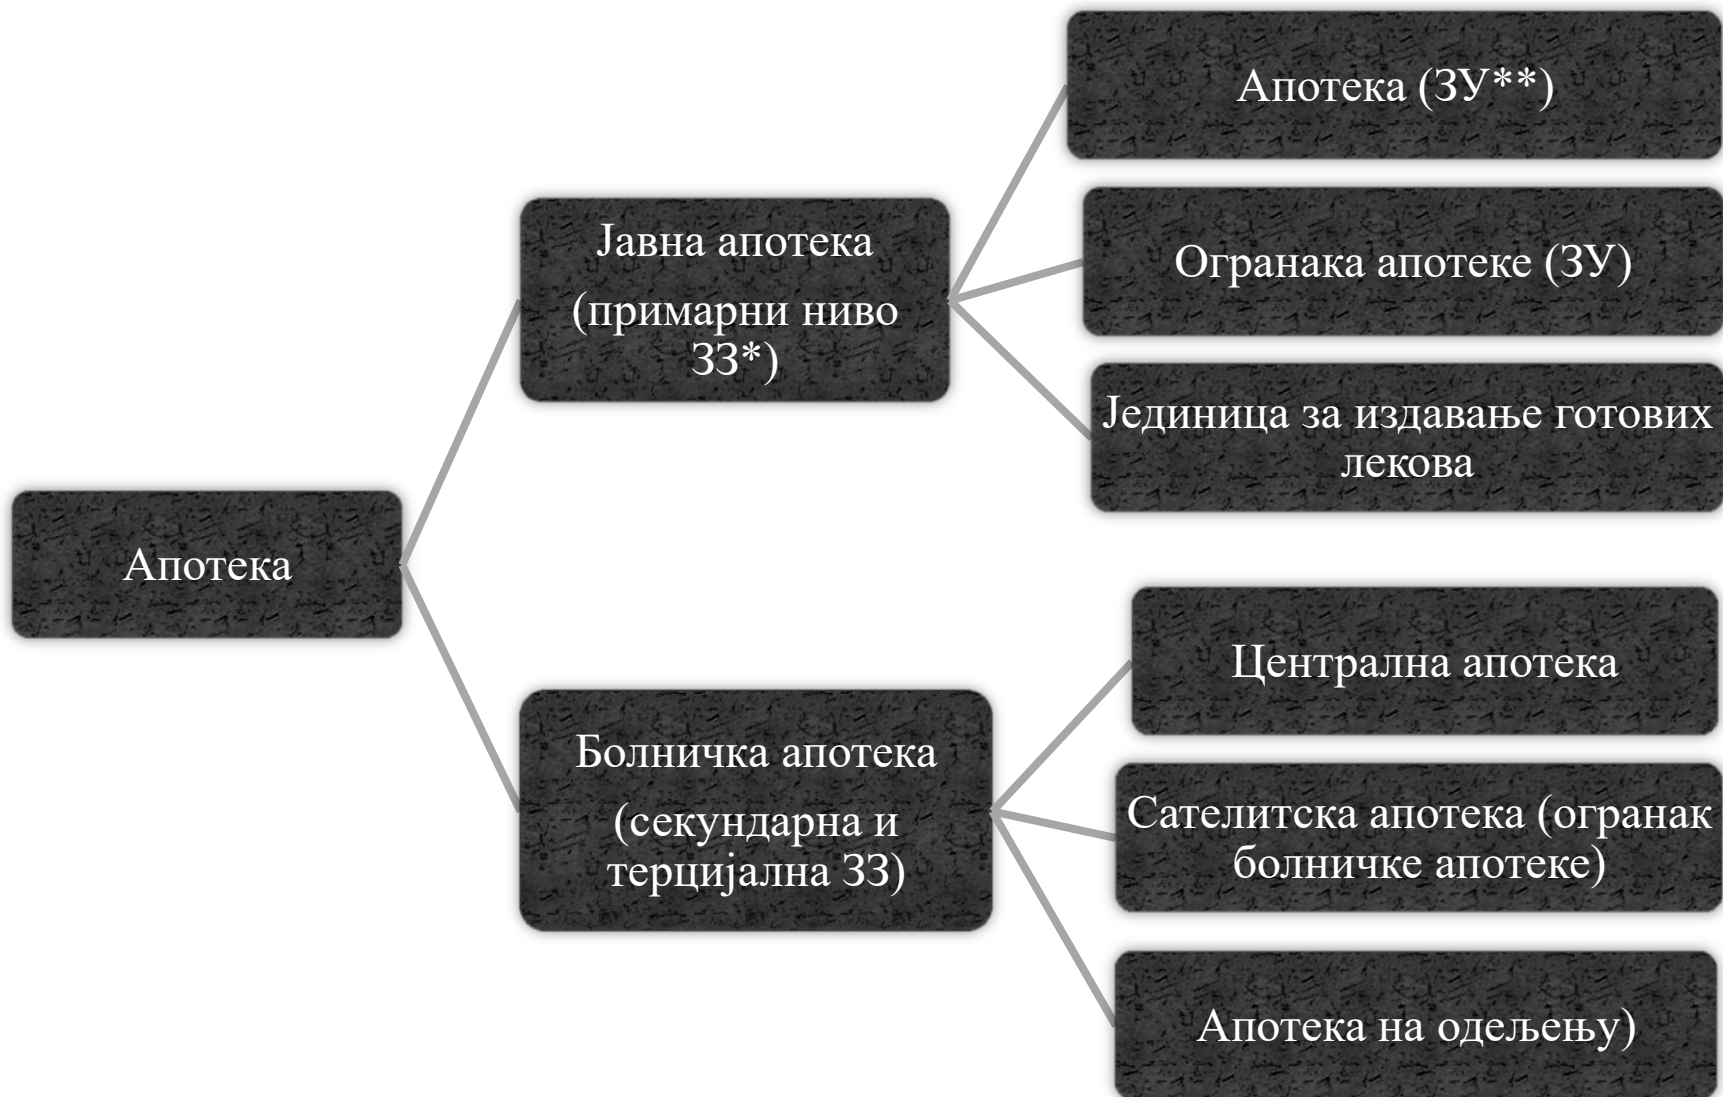 Апотека
Јавна апотека
(примарни ниво
ЗЗ*)
Апотека (ЗУ**)
Огранака апотеке (ЗУ)
Јединица за издавање готових
лекова
Болничка апотека
(секундарна и
терцијална ЗЗ)
Централна апотека
Сателитска апотека (огранак
болничке апотеке)
Апотека на одељењу)